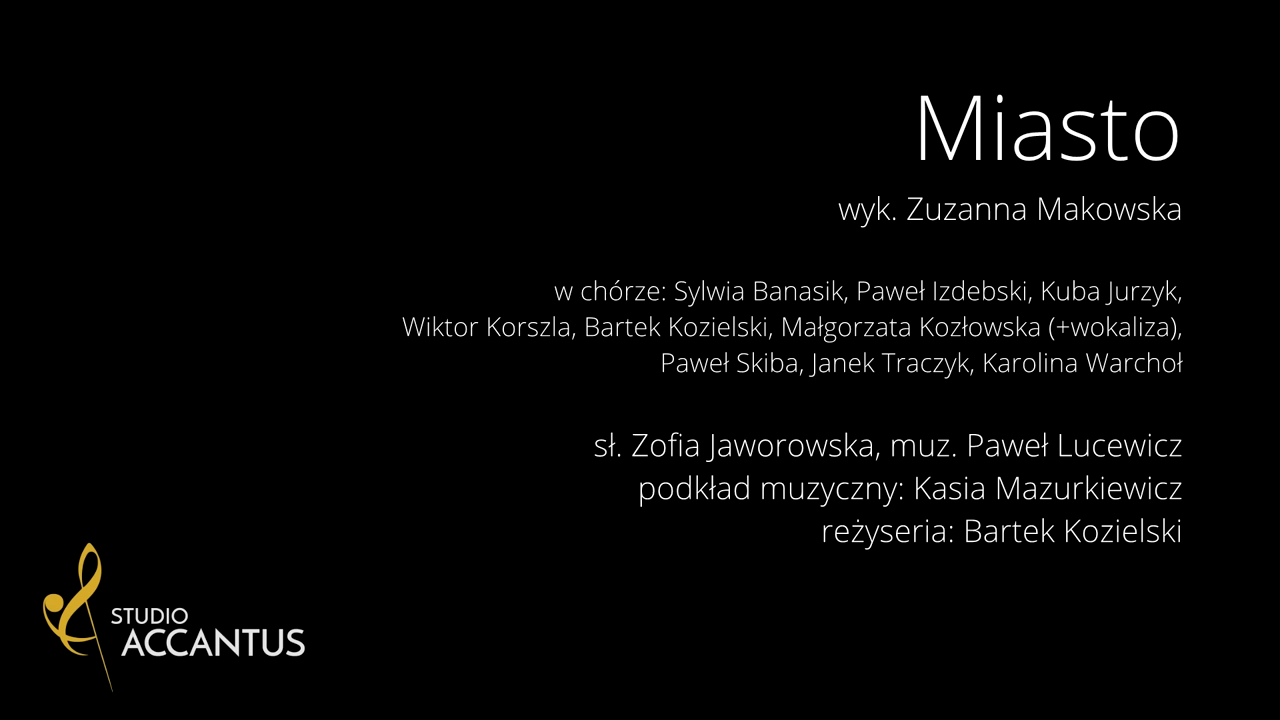 Miasto
wyk. Zuzanna Makowska
w chórze: Sylwia Banasik, Paweł Izdebski, Kuba Jurzyk,
Wiktor Korszla, Bartek Kozielski, Małgorzata Kozłowska (+wokaliza),
Paweł Skiba, Janek Traczyk, Karolina Warchoł
sł. Zofia Jaworowska, muz. Paweł Lucewicz
podkład muzyczny: Kasia Mazurkiewicz
reżyseria: Bartek Kozielski
STUDIO
ACCANTUS